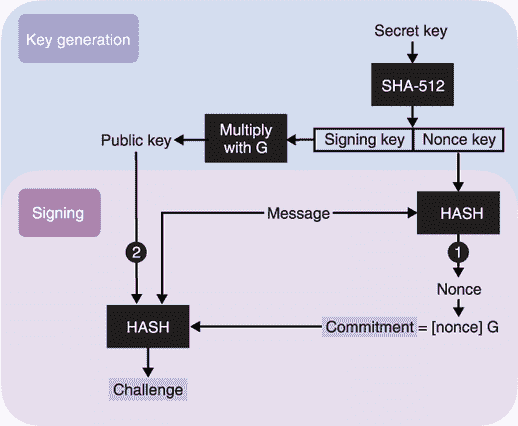 Key generation
Secret key
SHA-512
Public key
Multiply
with G
Signing key
Nonce key
Signing
Message
HASH
2
1
Nonce
HASH
Commitment = [nonce] G
Challenge